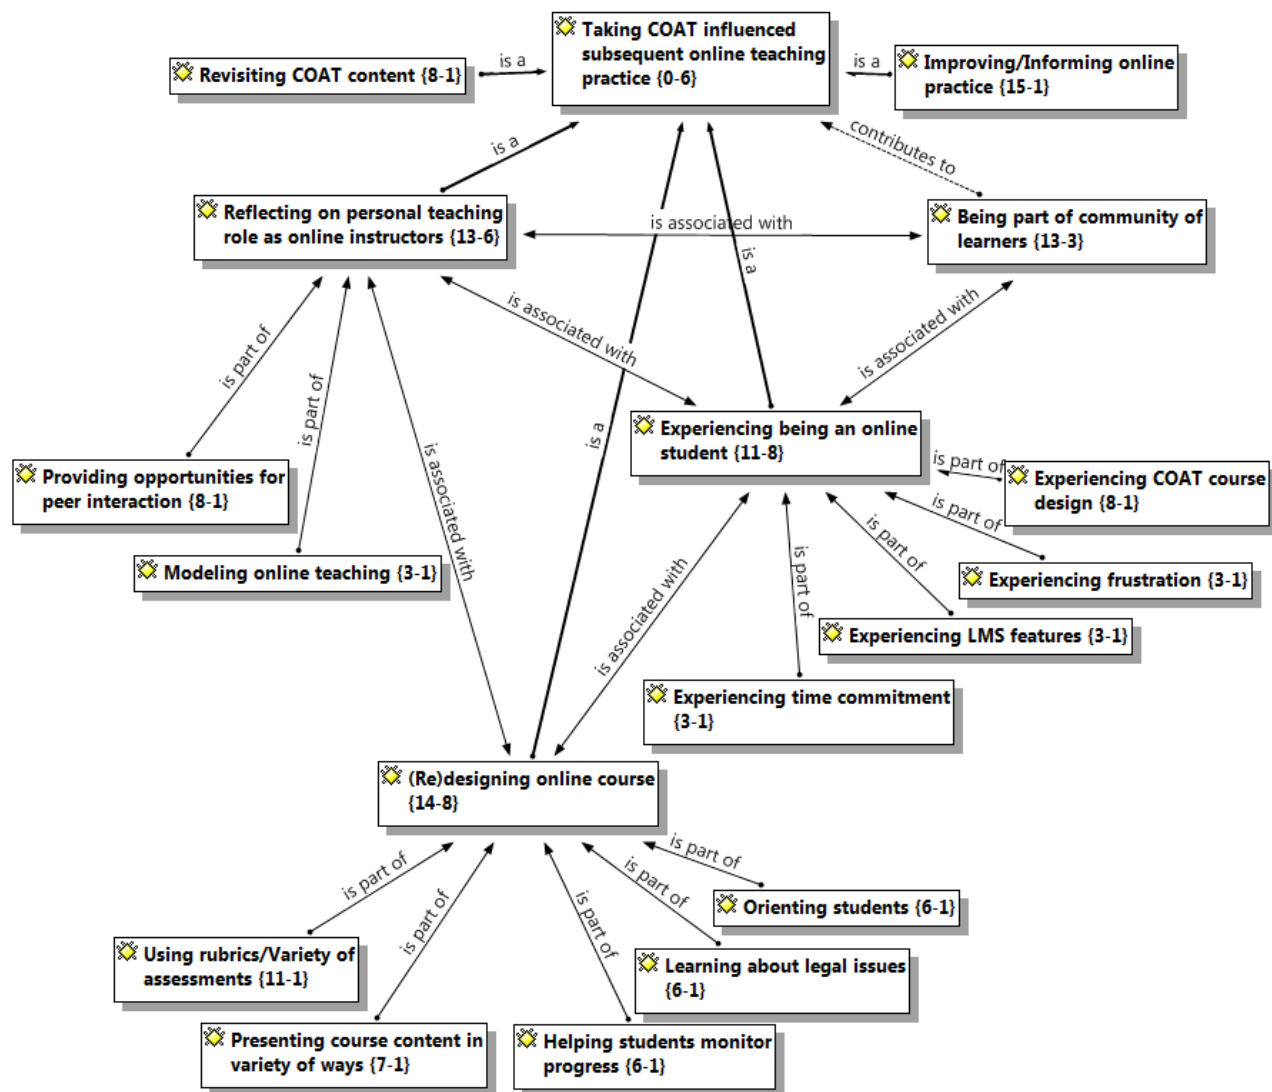 Taking COAT influenced
subsequent online teaching
practice {0-6}
Revisiting COAT content {8-1}
is a
is a
Improving/Informing online
practice {15-1}
is a
contributes to
Reflecting on personal teaching
role as online instructors {13-6}
is associated with
Being part of community of
learners {13-3}
is a
is associated with
is associated with
is part of
is part of
is a
Experiencing being an online
student {11-8}
is associated with
Providing opportunities for
peer interaction {8-1}
is part of
Experiencing COAT course
design {8-1}
is part of
Modeling online teaching {3-1}
is part of
is part of
Experiencing frustration {3-1}
is associated with
Experiencing LMS features {3-1}
Experiencing time commitment
{3-1}
(Re)designing online course
{14-8}
is part of
is part of
is part of
is part of
is part of
Orienting students {6-1}
Using rubrics/Variety of
assessments {11-1}
Learning about legal issues
{6-1}
Presenting course content in
variety of ways {7-1}
Helping students monitor
progress {6-1}